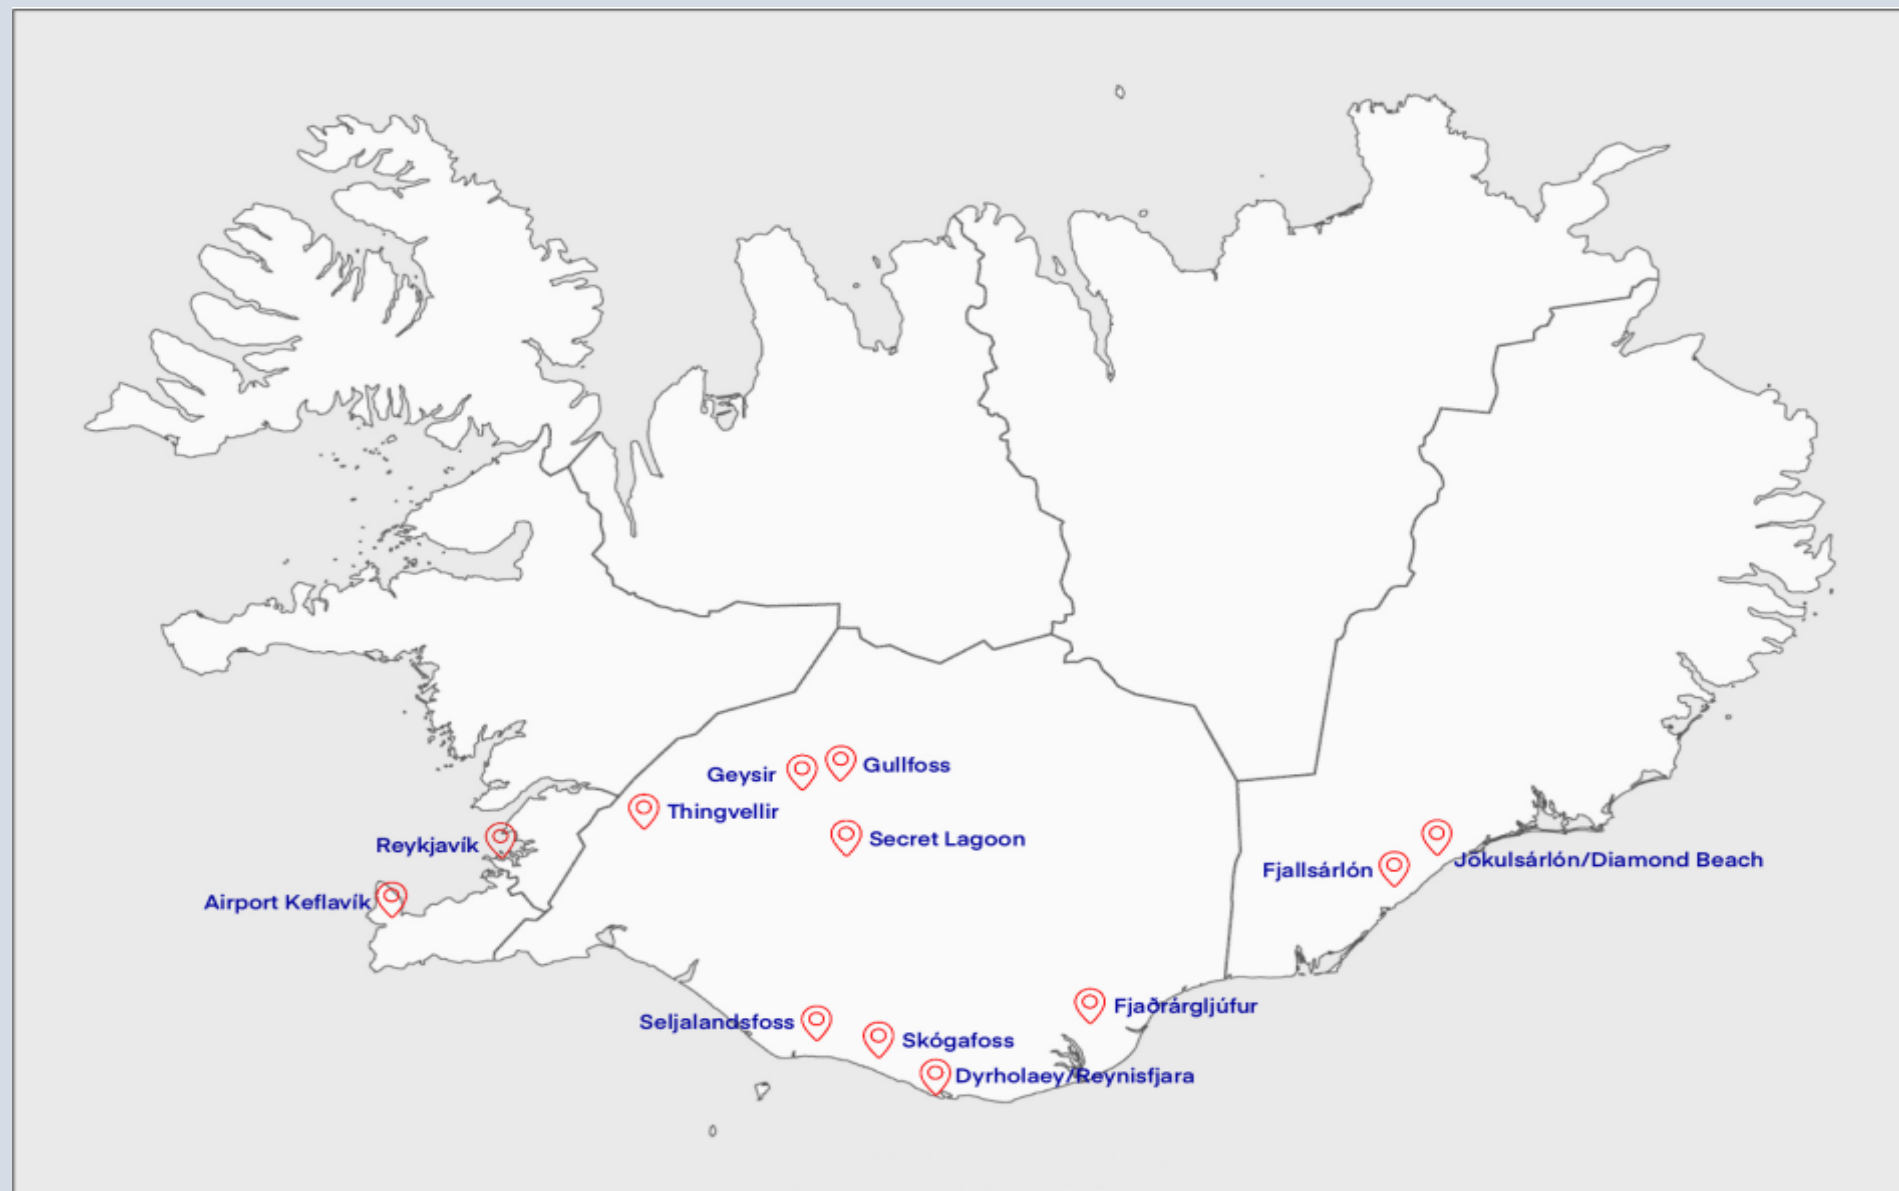 Gullfoss
Geysir
Thingvellir
Secret Lagoon
Reykjavík
Jökulsárlón/Diamond Beach
Fjallsárlón
Airport Keflavík
Fjaðrárgljúfur
Seljalandsfoss
Skógafoss
Dyrholaey/Reynisfjara